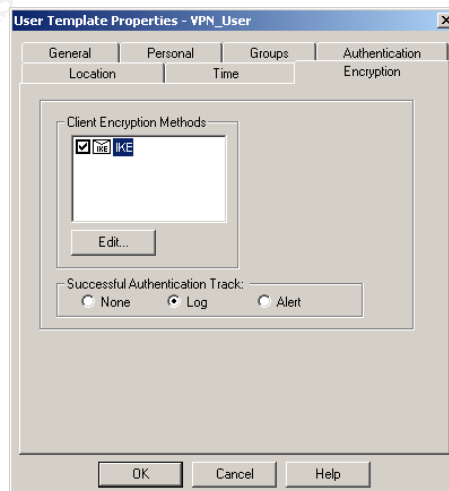 User Template Properties - VPN_User
General Personal Groups Authentication
Location Time Encryption
Client Encryption Methods
IKE IKE
Edit...
Successful Authentication Track:
None Log Alert
OK Cancel Help